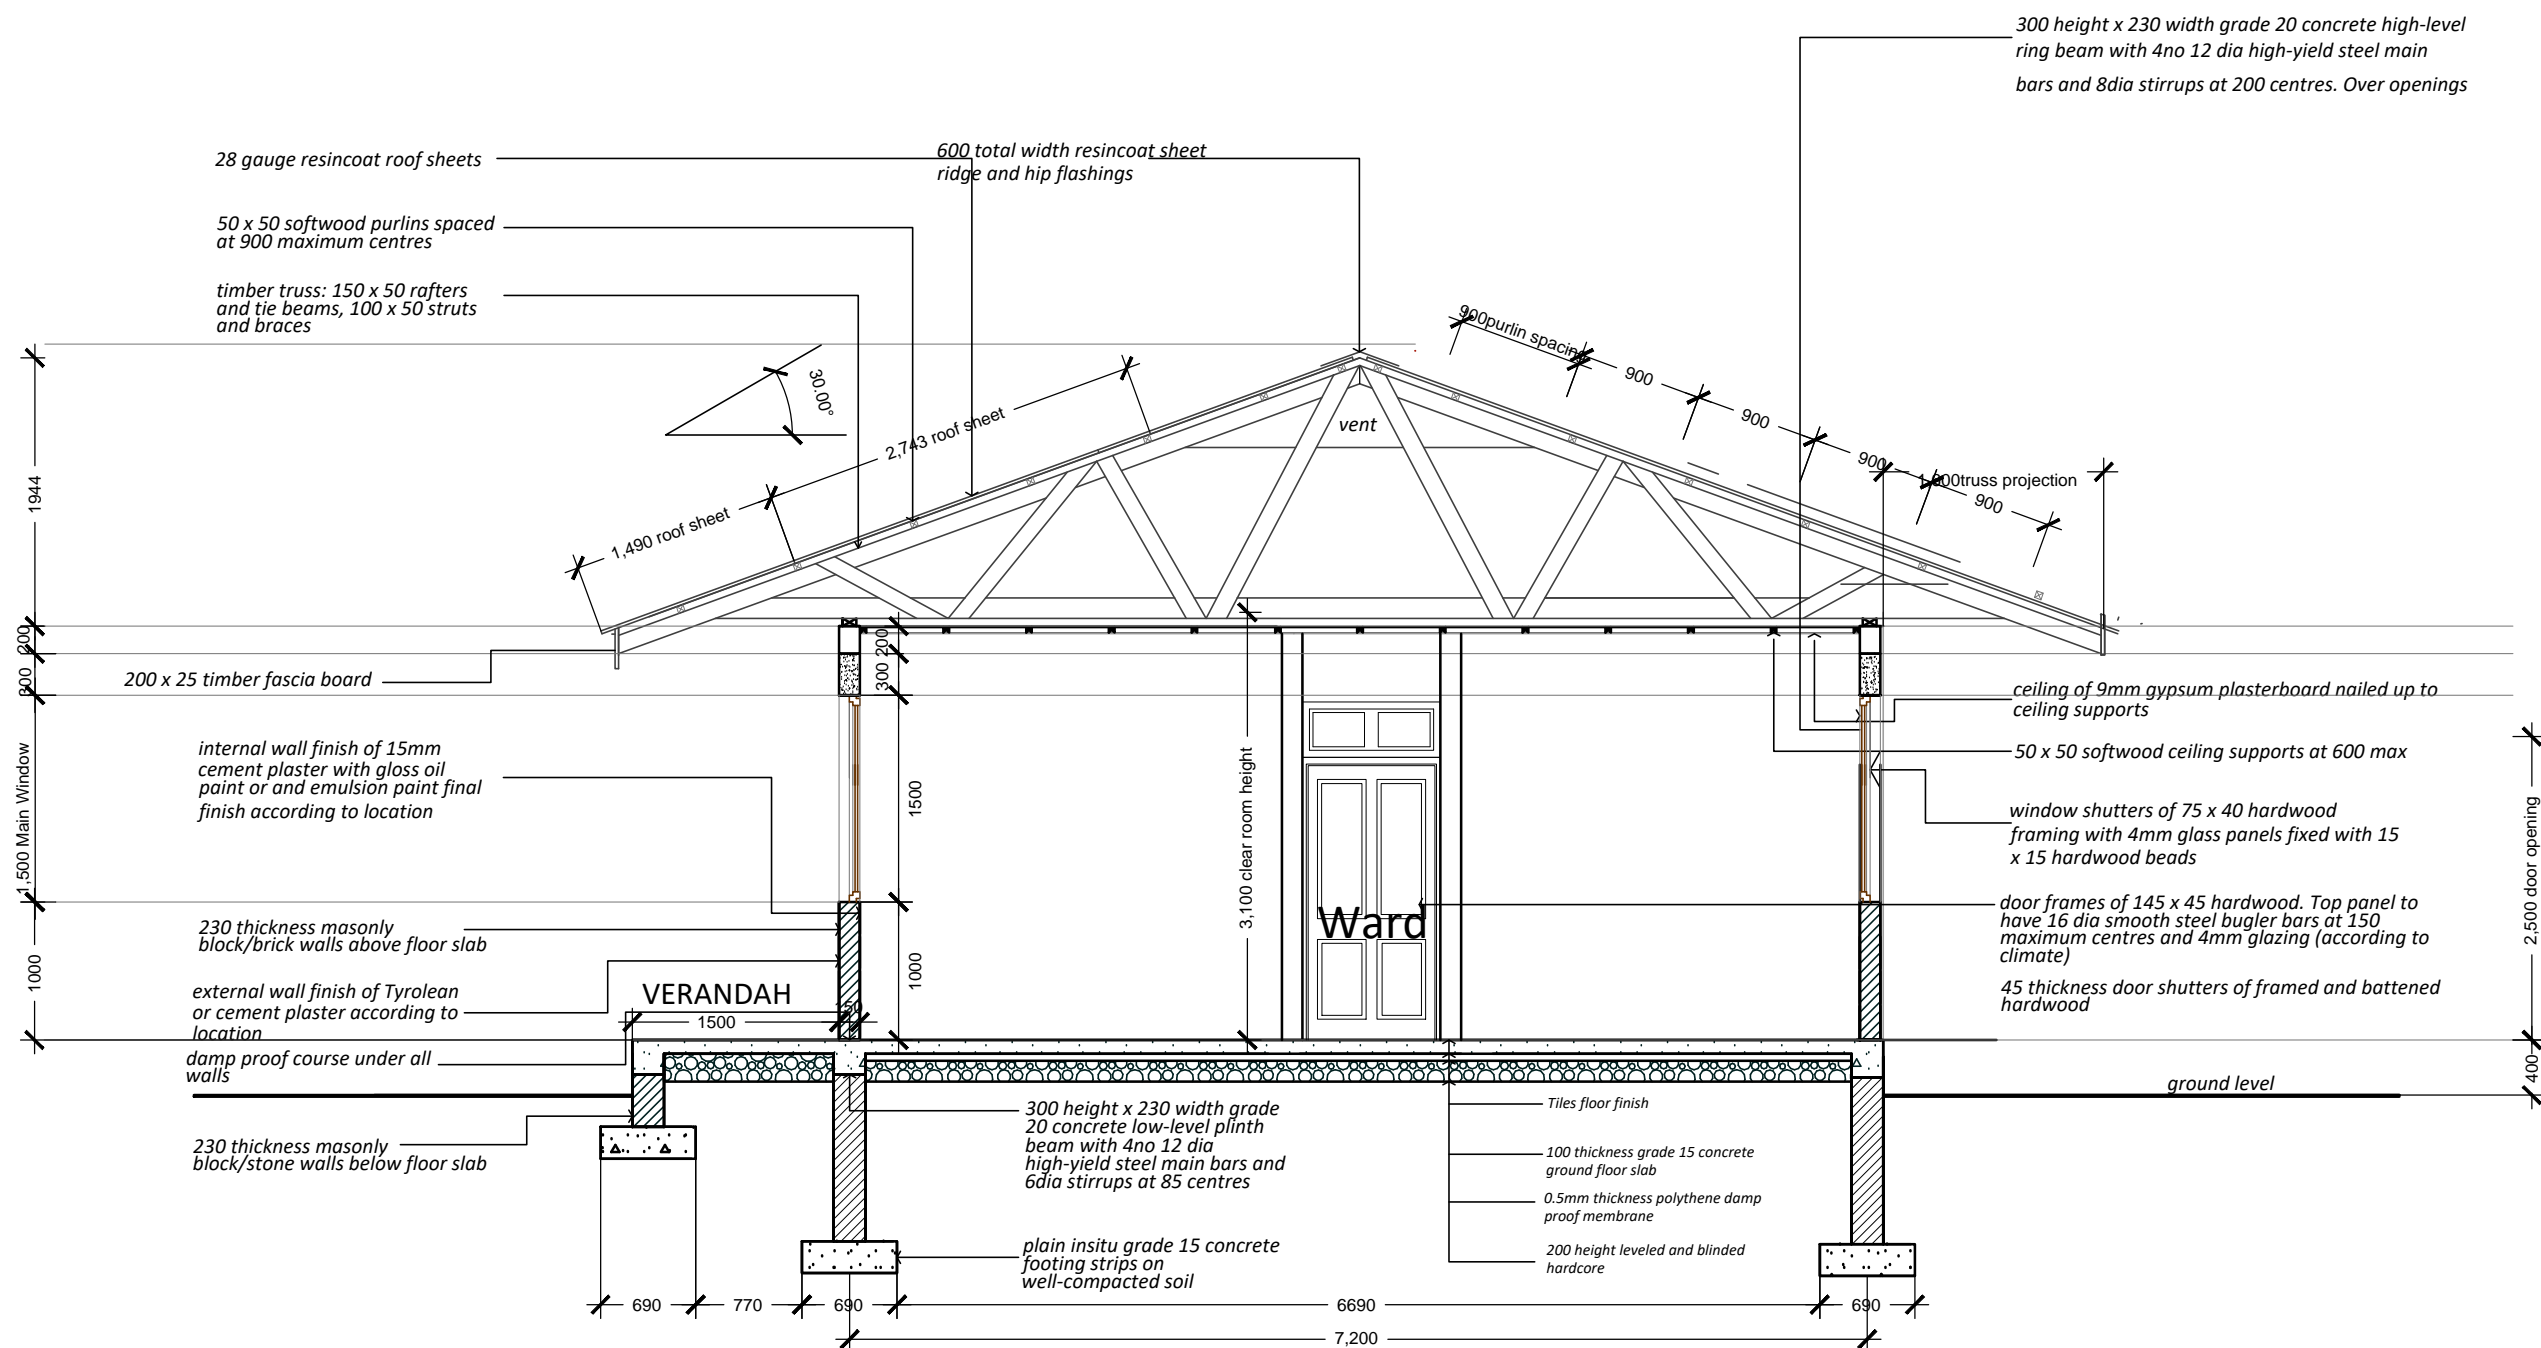 300 height x 230 width grade 20 concrete high-level
ring beam with 4no 12 dia high-yield steel main
bars and 8dia stirrups at 200 centres. Over openings
28 gauge resincoat roof sheets
600 total width resincoat sheet
ridge and hip flashings
50 x 50 softwood purlins spaced
at 900 maximum centres
timber truss: 150 x 50 rafters
and tie beams, 100 x 50 struts
and braces
30.00°
900purlin spacing
900
900
900
900
1,490 roof sheet
2,743 roof sheet
vent
truss projection
1944
200
300
1,500 Main Window
1000
200
300
1500
1000
200 x 25 timber fascia board
internal wall finish of 15mm
cement plaster with gloss oil
paint or and emulsion paint final
finish according to location
230 thickness masonly
block/brick walls above floor slab
external wall finish of Tyrolean
or cement plaster according to
location
damp proof course under all
walls
230 thickness masonly
block/stone walls below floor slab
VERANDAH
1500
3,100 clear room height
Ward
ceiling of 9mm gypsum plasterboard nailed up to
ceiling supports
50 x 50 softwood ceiling supports at 600 max
window shutters of 75 x 40 hardwood
framing with 4mm glass panels fixed with 15
x 15 hardwood beads
door frames of 145 x 45 hardwood. Top panel to
have 16 dia smooth steel bugler bars at 150
maximum centres and 4mm glazing (according to
climate)
45 thickness door shutters of framed and battened
hardwood
2,500 door opening
400
ground level
300 height x 230 width grade
20 concrete low-level plinth
beam with 4no 12 dia
high-yield steel main bars and
6dia stirrups at 85 centres
plain insitu grade 15 concrete
footing strips on
well-compacted soil
Tiles floor finish
100 thickness grade 15 concrete
ground floor slab
0.5mm thickness polythene damp
proof membrane
200 height leveled and blinded
hardcore
690
770
690
6690
690
7,200